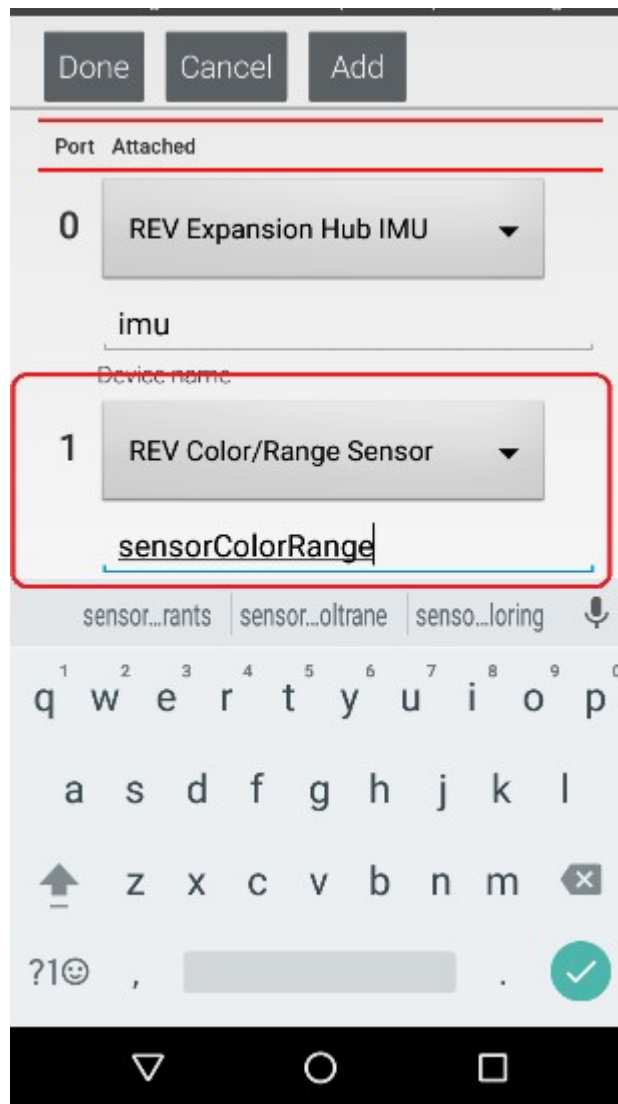 Done Cancel Add
Port Attached
0 REV Expansion Hub IMU
imu
Device name
1 REV Color/Range Sensor
sensorColorRange
sensor...rants sensor...oltrane senso...loring
1 2 3 4 5 6 7 8 9 0
q w e r t y u i o p
a s d f g h j k l
z x c v b n m
?1☺ , .